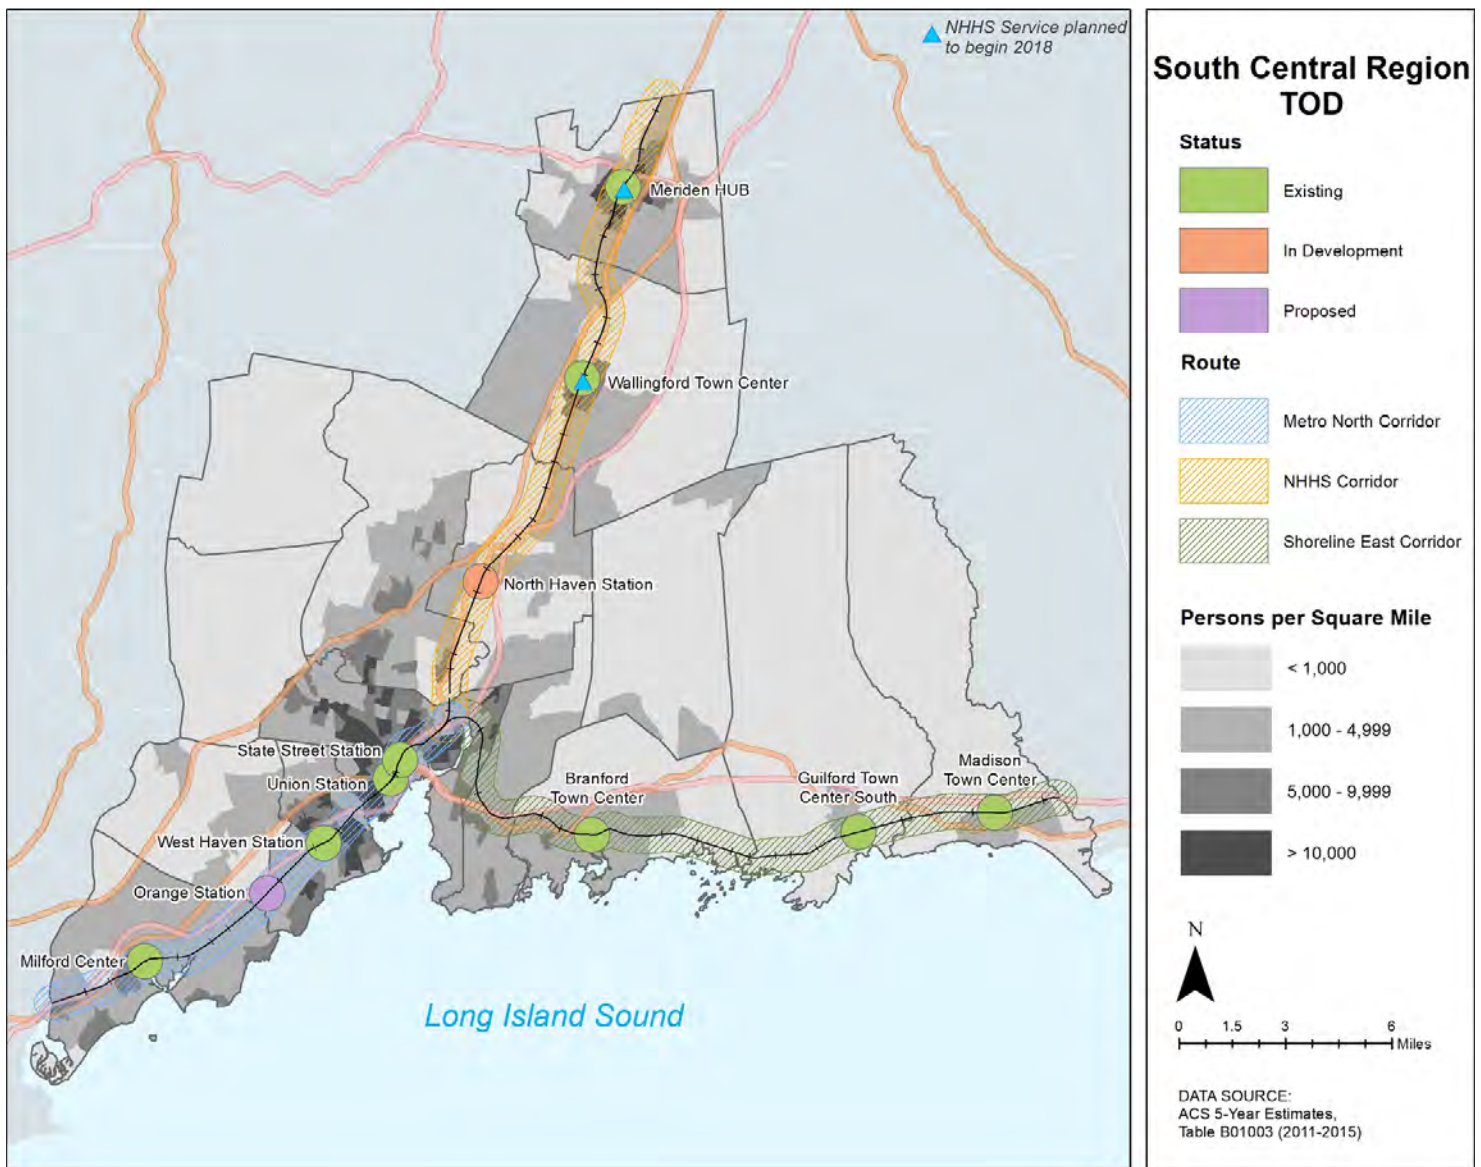 NHHS Service planned
to begin 2018
Meriden HUB
Wallingford Town Center
North Haven Station
State Street Station
Union Station
West Haven Station
Orange Station
Milford Center
Branford
Town Center
Guilford Town
Center South
Madison
Town Center
Long Island Sound
South Central Region
TOD
Status
Existing
In Development
Proposed
Route
Metro North Corridor
NHHS Corridor
Shoreline East Corridor
Persons per Square Mile
< 1,000
1,000 - 4,999
5,000 - 9,999
> 10,000
N
0 1.5 3 6
Miles
DATA SOURCE:
ACS 5-Year Estimates,
Table B01003 (2011-2015)